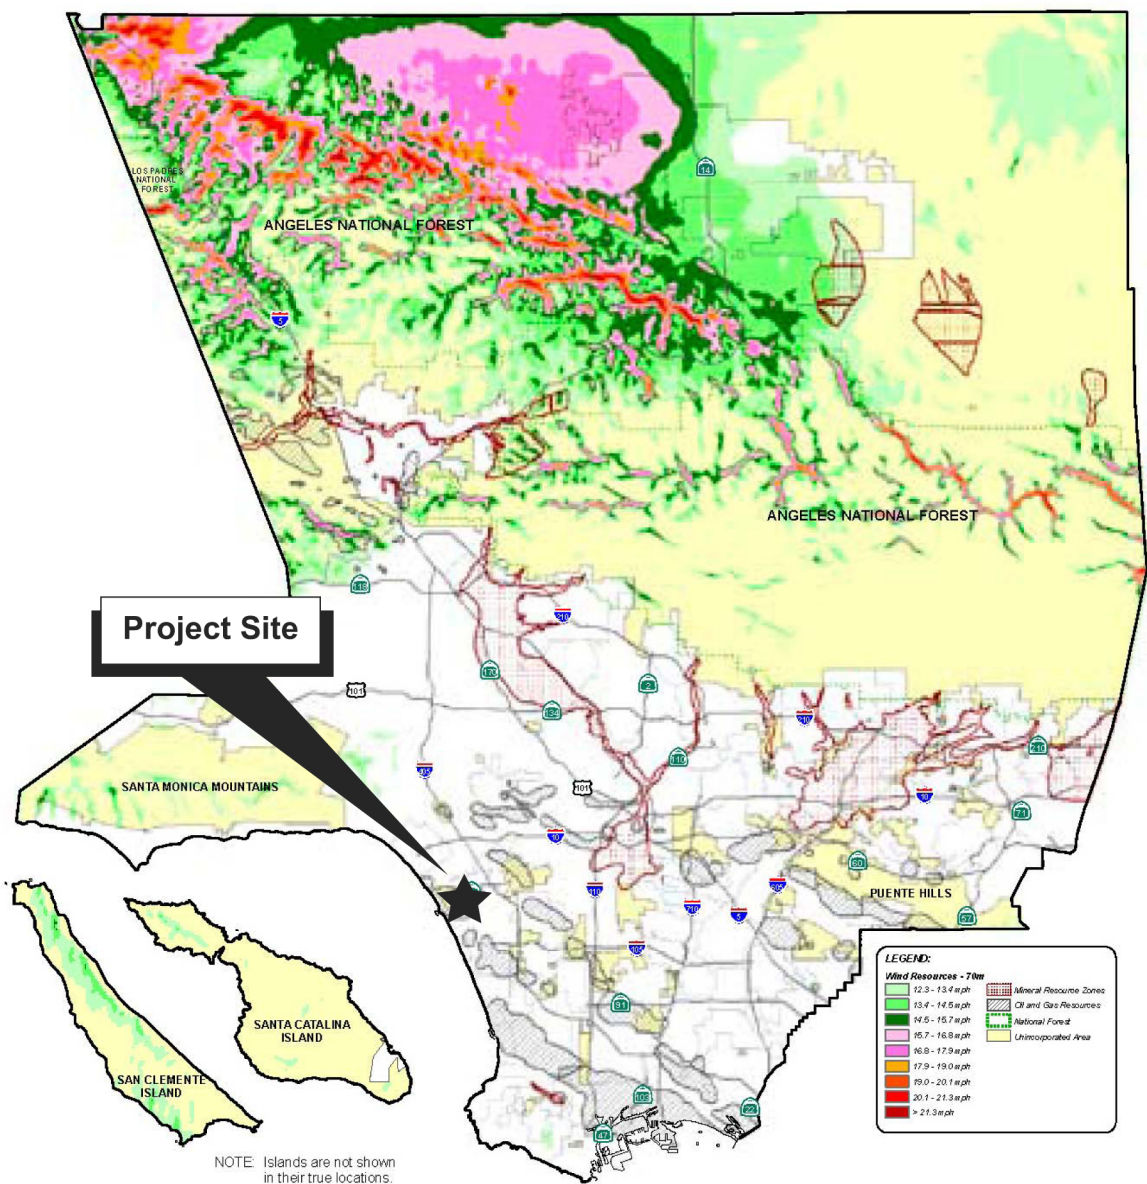 14
LOS PADRES
NATIONAL
FOREST
ANGELES NATIONAL FOREST
5
ANGELES NATIONAL FOREST
118
Project Site
210
170
2
101
134
210
210
110
405
SANTA MONICA MOUNTAINS
101
10
71
10
60
110
605
PUENTE HILLS
710
5
57
105
91
SANTA CATALINA
ISLAND
SAN CLEMENTE
ISLAND
103
22
47
NOTE: Islands are not shown
in their true locations.
LEGEND:
Wind Resources - 70m
12.3 - 13.4 mph
13.4 - 14.5 mph
14.5 - 15.7 mph
15.7 - 16.8 mph
16.8 - 17.9 mph
17.9 - 19.0 mph
19.0 - 20.1 mph
20.1 - 21.3 mph
> 21.3 mph
Mineral Resource Zones
Oil and Gas Resources
National Forest
Unincorporated Area